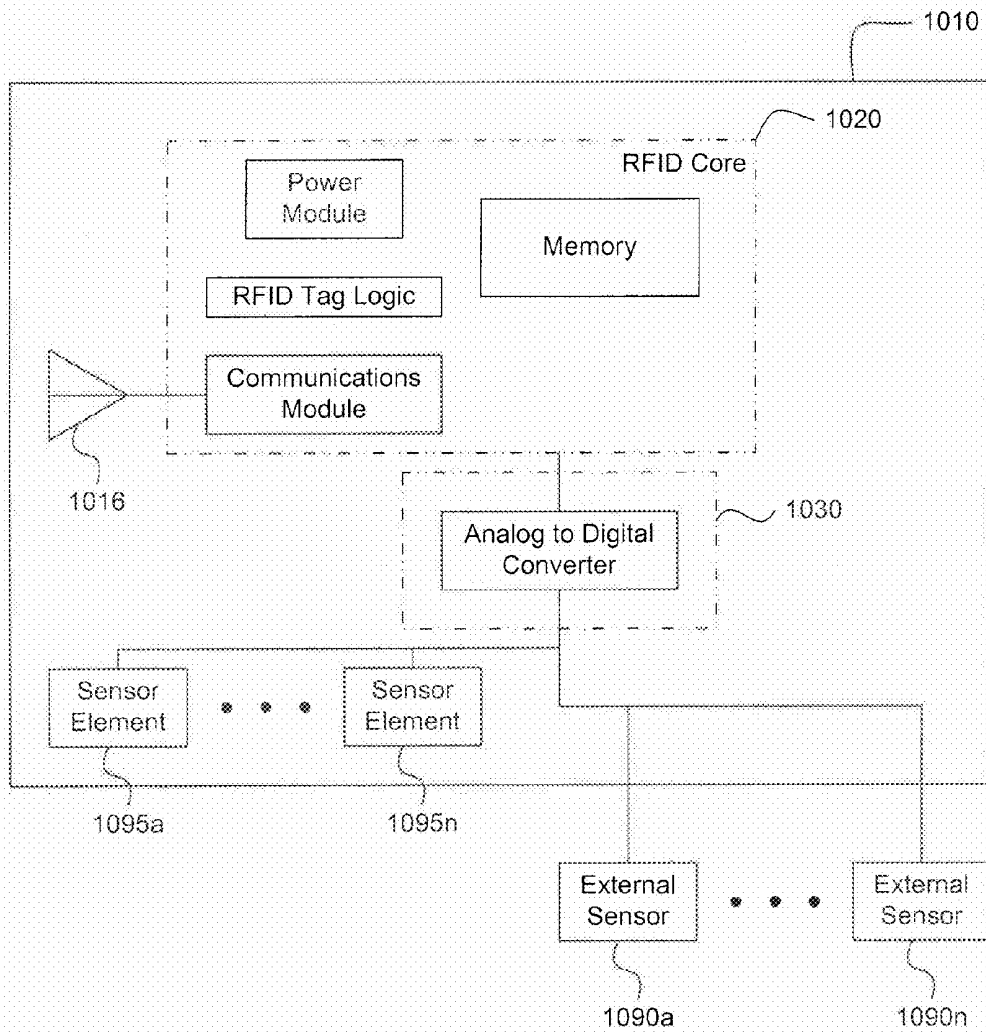 1010
1020
RFID Core
Power
Module
Memory
RFID Tag Logic
Communications
Module
1016
1030
Analog to Digital
Converter
Sensor
Element
Sensor
Element
1095a
1095n
External
Sensor
External
Sensor
1090a
1090n